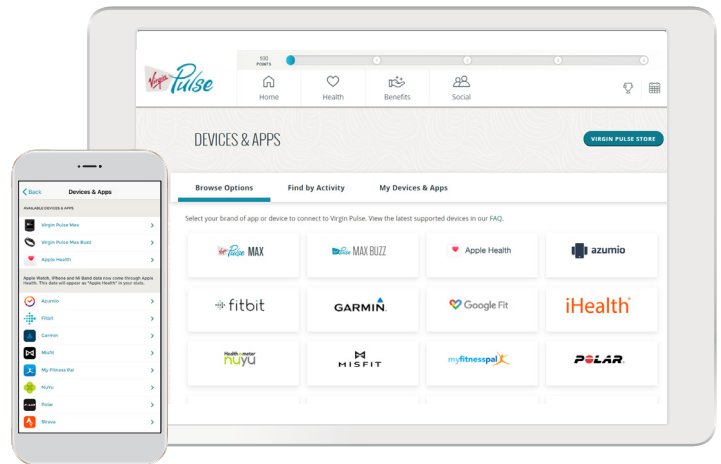 Virgin Pulse
500
POINTS
Home
Health
Benefits
Social
DEVICES & APPS
VIRGIN PULSE STORE
Browse Options
Find by Activity
My Devices & Apps
Select your brand of app or device to connect to Virgin Pulse. View the latest supported devices in our FAQ.
Virgin Pulse MAX
Virgin Pulse MAX BUZZ
Apple Health
azumio
fitbit
GARMIN.
Google Fit
iHealth
Health o meter
nuyu
MISFIT
myfitnesspal
POLAR.
Back
Devices & Apps
AVAILABLE DEVICES & APPS
Virgin Pulse Max
Virgin Pulse Max Buzz
Apple Health
Apple Watch, iPhone and Mi Band data now come through Apple
Health. This data will appear as "Apple Health" in your stats.
Azumio
Fitbit
Garmin
Misfit
My Fitness Pal
NuYu
Polar
Strava